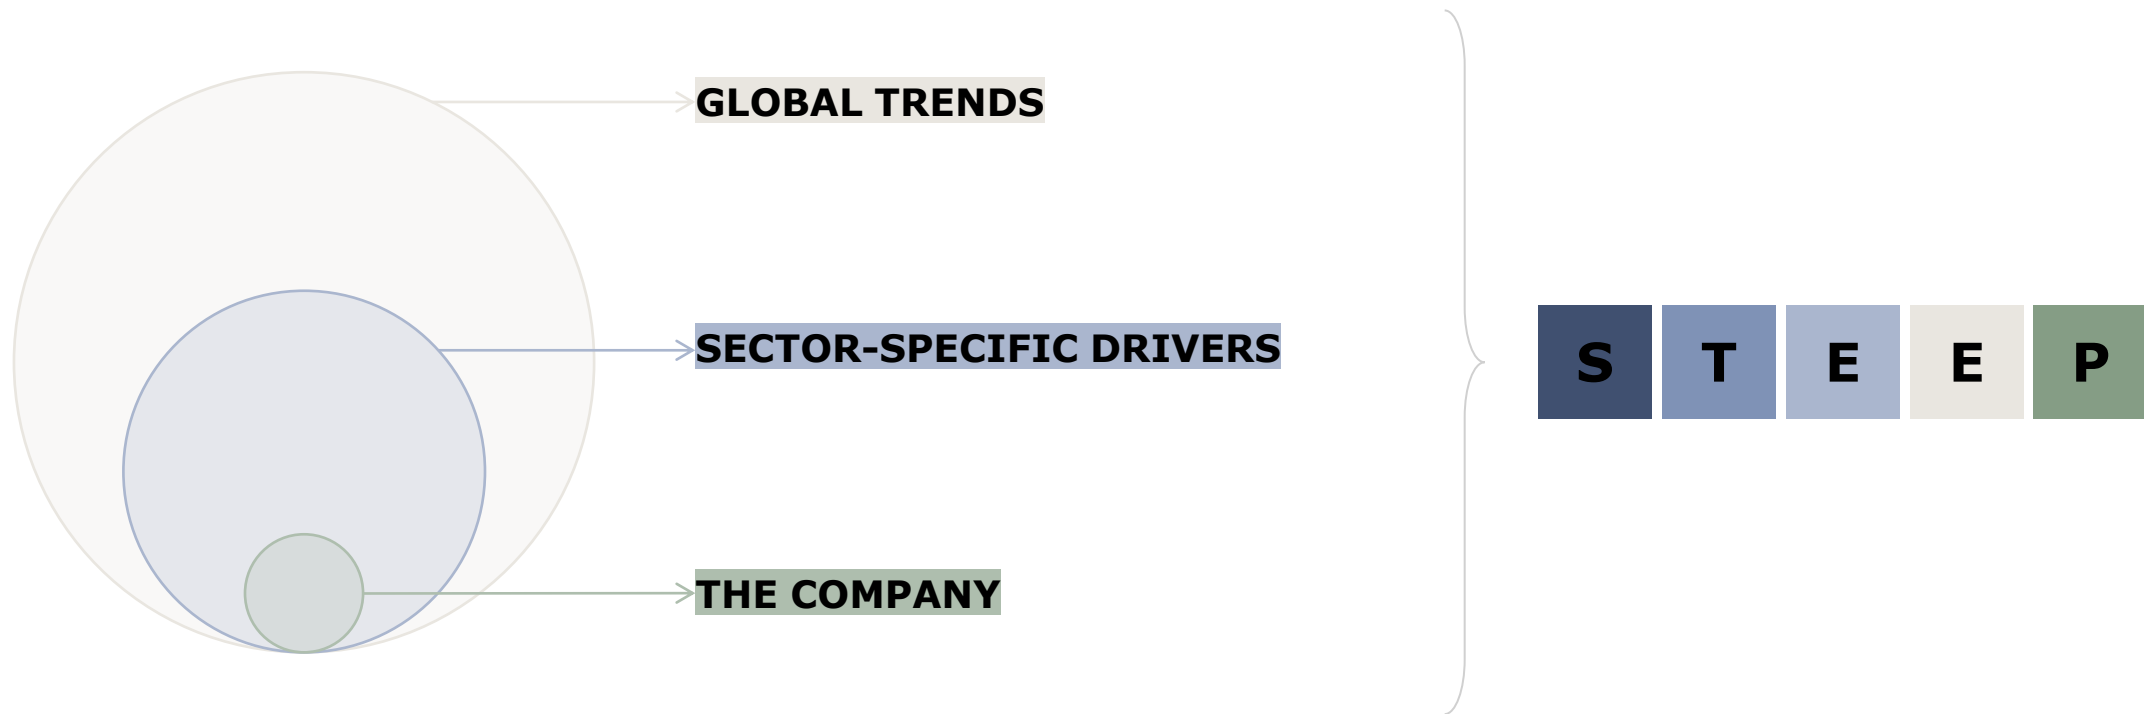 GLOBAL TRENDS
SECTOR-SPECIFIC DRIVERS
S T E E P
THE COMPANY